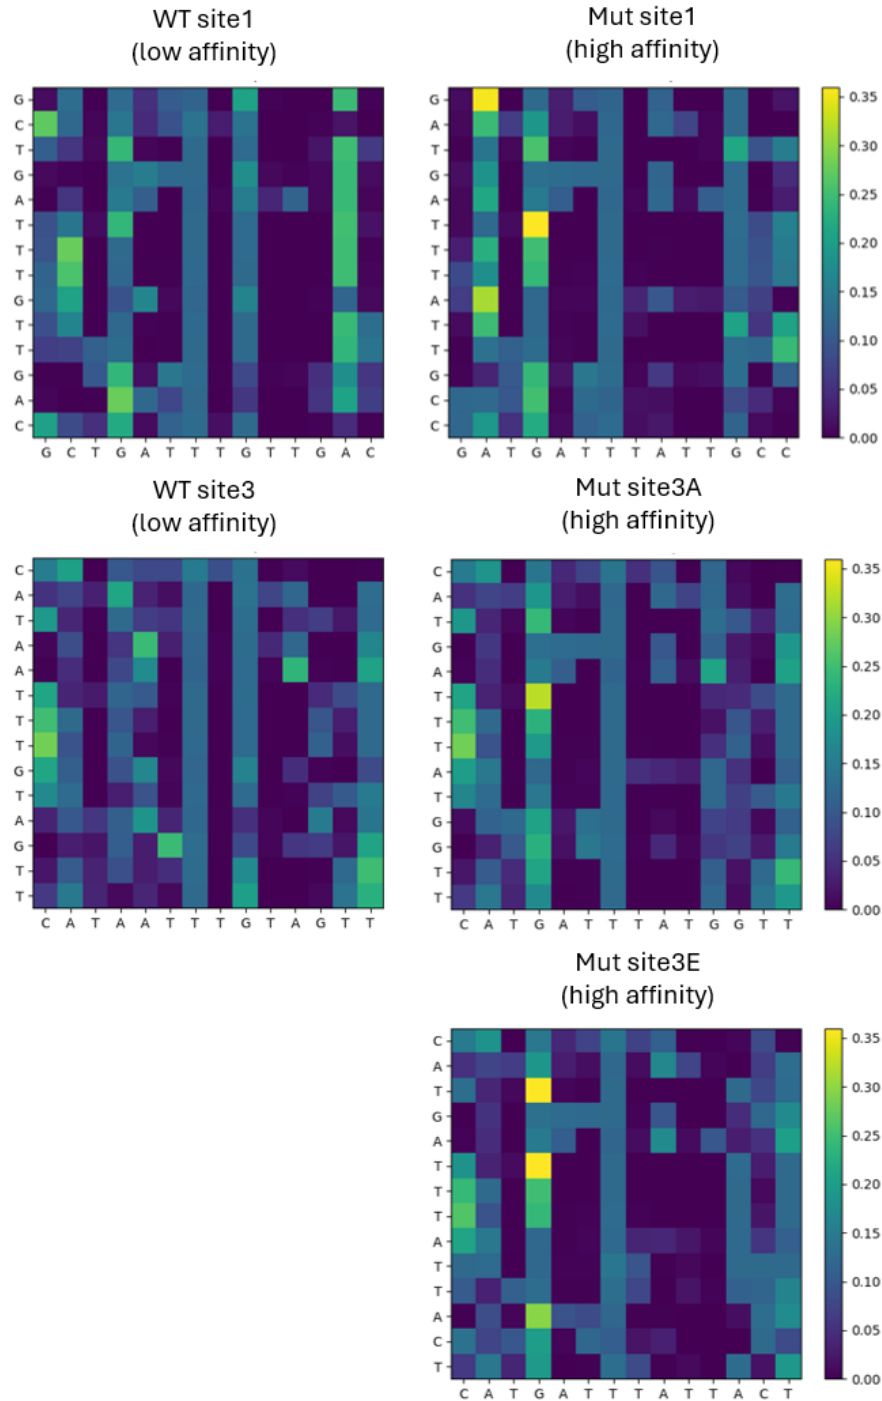 WT site1
(low affinity)
Mut site1
(high affinity)
G
C
T
G
A
T
T
T
G
T
T
G
A
C
G C T G A T T T G T T G A C
G
A
T
G
A
T
T
T
A
T
T
G
C
C
G A T G A T T T A T T G C C
0.35
0.30
0.25
0.20
0.15
0.10
0.05
0.00
WT site3
(low affinity)
Mut site3A
(high affinity)
C
A
T
A
A
T
T
T
G
T
A
G
T
T
C A T A A T T T G T A G T T
C
A
T
G
A
T
T
T
A
T
G
G
T
T
C A T G A T T T A T G G T T
0.35
0.30
0.25
0.20
0.15
0.10
0.05
0.00
Mut site3E
(high affinity)
C
A
T
G
A
T
T
T
A
T
T
A
C
T
C A T G A T T T A T T A C T
0.35
0.30
0.25
0.20
0.15
0.10
0.05
0.00